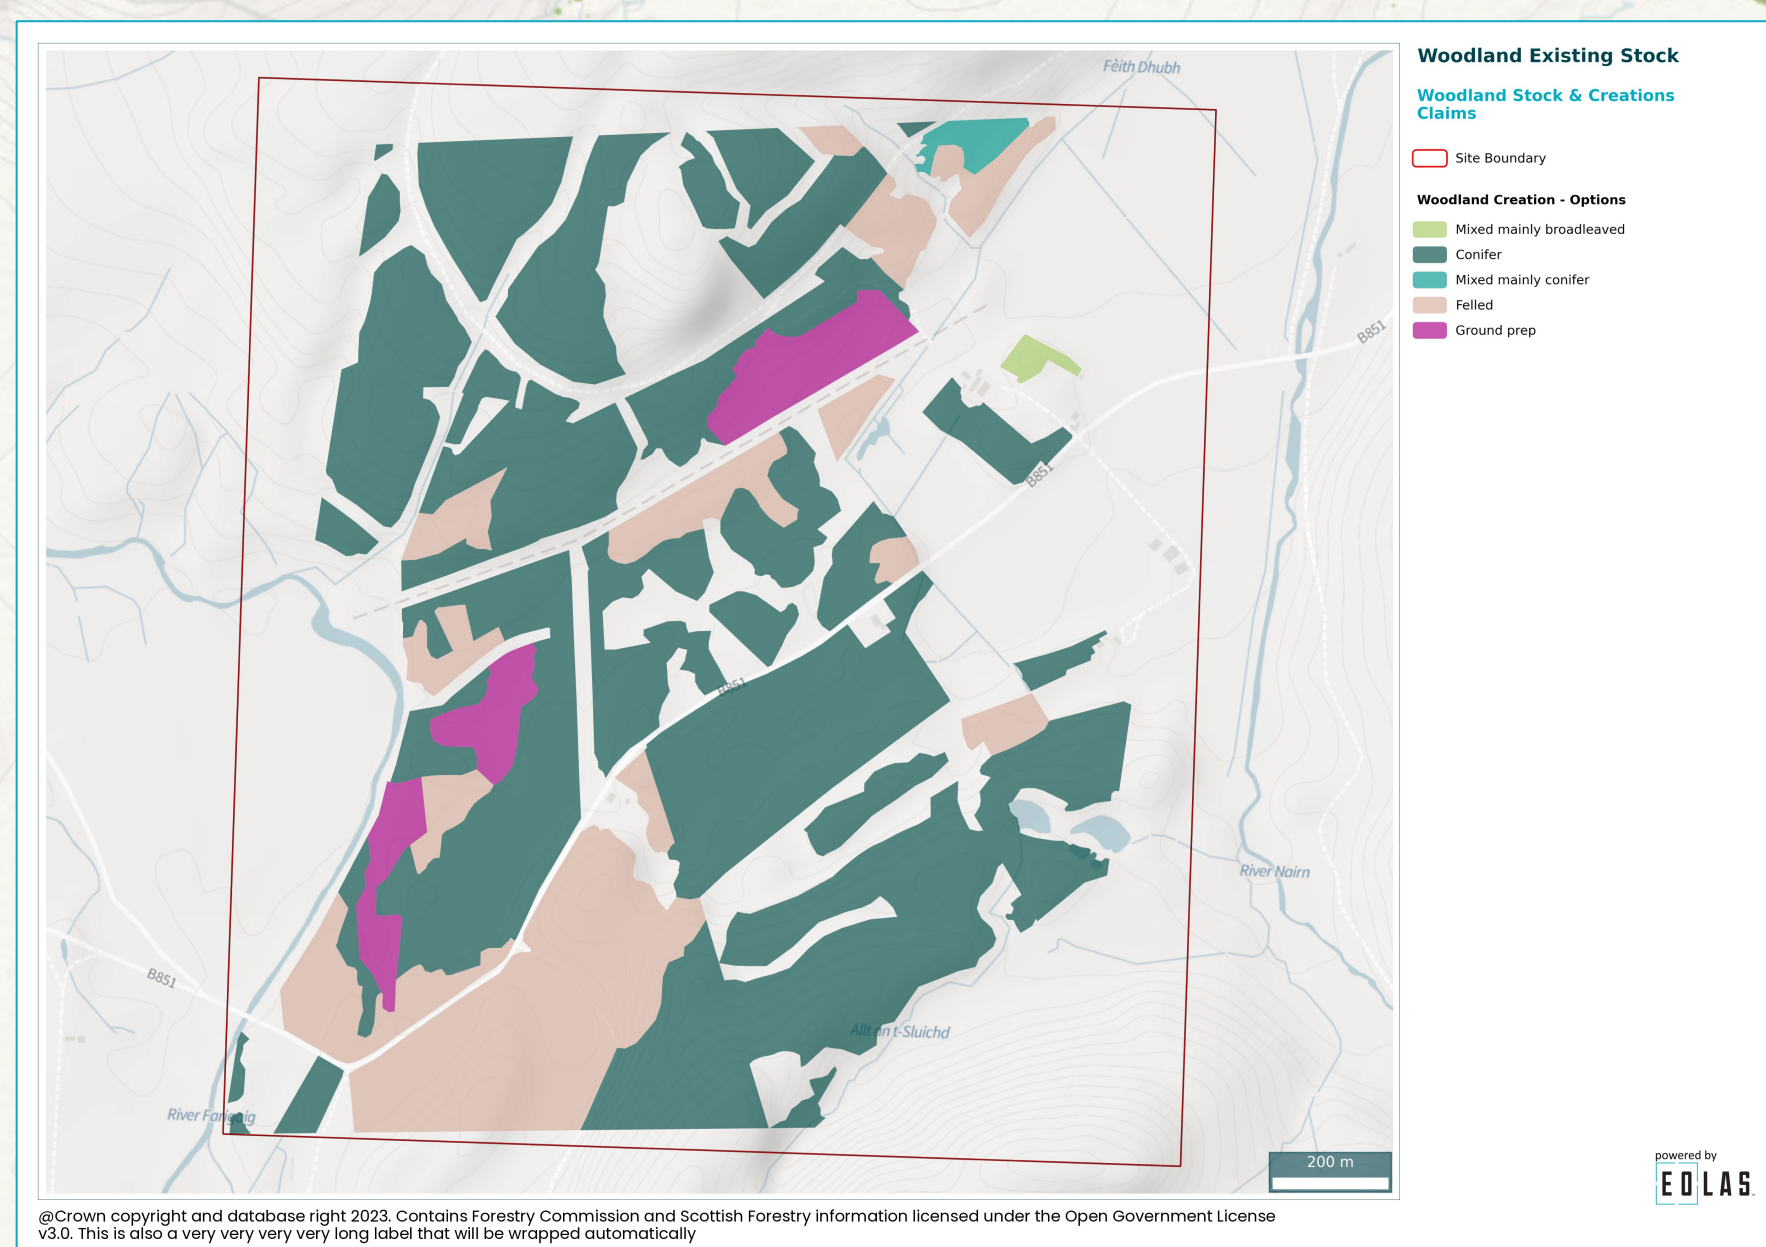 Woodland Existing Stock
Woodland Stock & Creations
Claims
Site Boundary
Woodland Creation - Options
Mixed mainly broadleaved
Conifer
Mixed mainly conifer
Felled
Ground prep
Fèith Dhubh
B851
B851
B851
River Nairn
B851
Allt an t-Sluichd
River Farigaig
200 m
powered by
EOLAS
@Crown copyright and database right 2023. Contains Forestry Commission and Scottish Forestry information licensed under the Open Government License
v3.0. This is also a very very very very long label that will be wrapped automatically